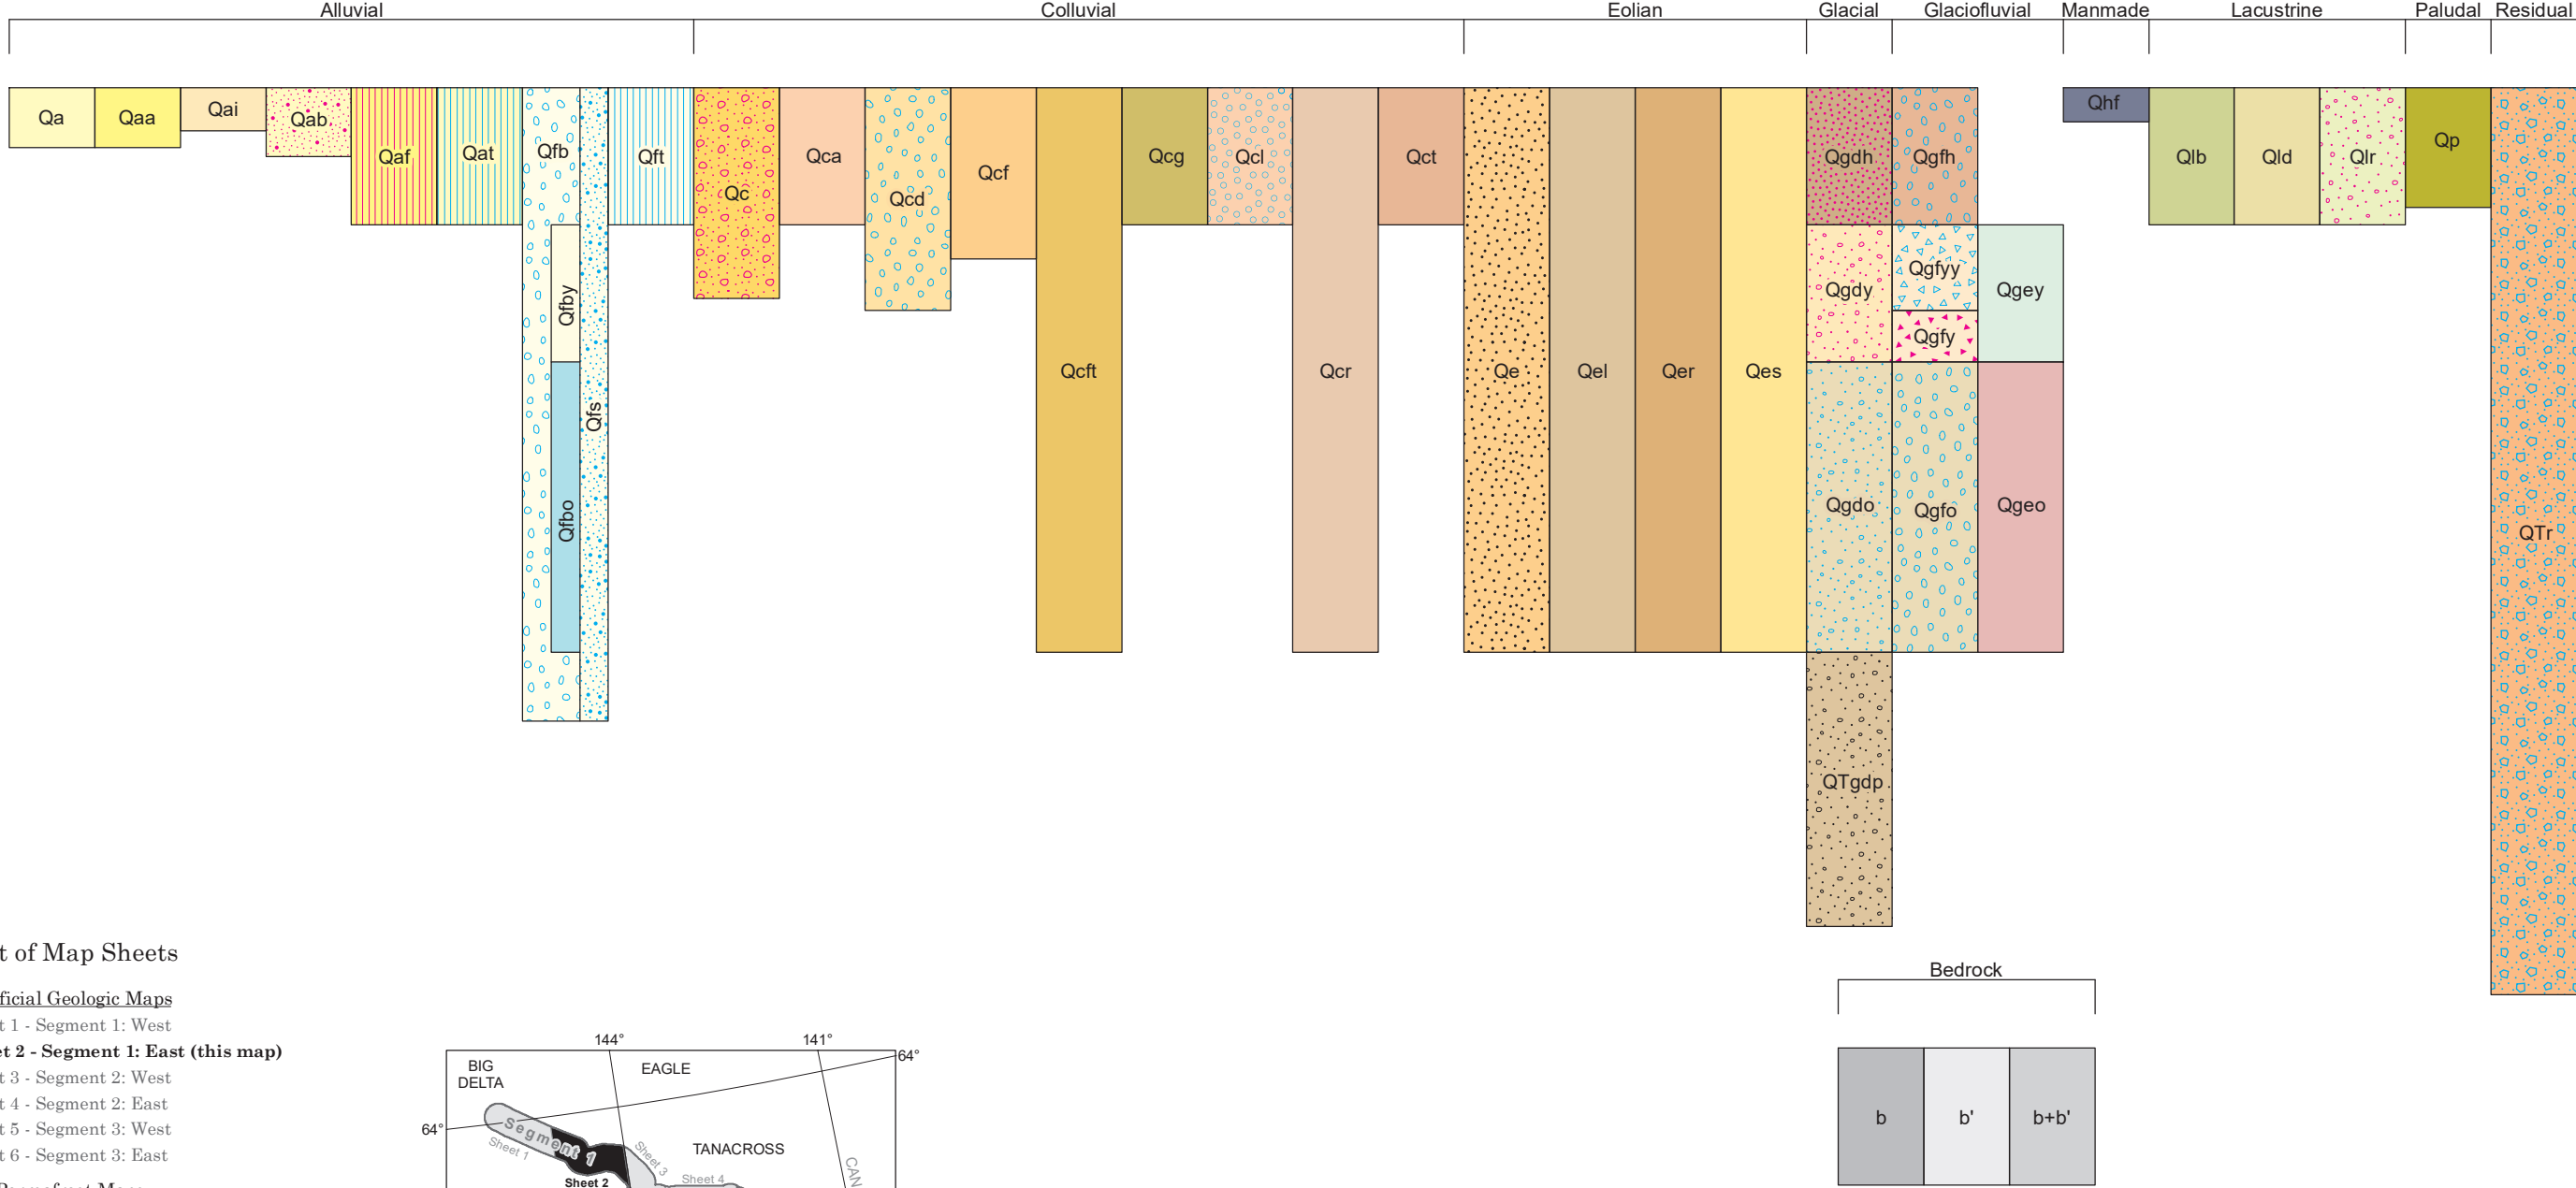 Alluvial Colluvial Eolian Glacial Glaciofluvial Manmade Lacustrine Paludal Residual
Qa Qaa Qai Qab Qaf Qat Qfb Qft Qc Qca Qcd Qcf Qcg Qcl Qct Qgdh Qgfh Qhf Qlb Qld Qlr Qp
Qfby Qgdy Qgfyy Qgey
Qgfy
Qfs Qcft Qcr Qe Qel Qer Qes
Qfbo Qgdo Qgfo Qgeo QTr
QTgdp
t of Map Sheets
ficial Geologic Maps
t 1 - Segment 1: West
et 2 - Segment 1: East (this map)
t 3 - Segment 2: West
t 4 - Segment 2: East
t 5 - Segment 3: West
t 6 - Segment 3: East
144° 141°
64°
BIG
DELTA
EAGLE
64°
Segment 1
Sheet 1
Sheet 2
Sheet 3
Sheet 4
TANACROSS
CAN
Bedrock
b b' b+b'